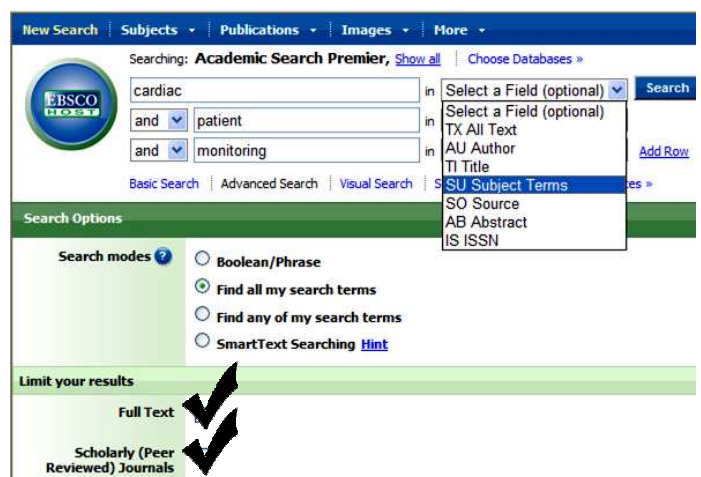 New Search Subjects Publications Images More
Searching: Academic Search Premier, Show all Choose Databases »
EBSCO
HOST
cardiac in Select a Field (optional) Search
Select a Field (optional)
and patient in
TX All Text
AU Author
and monitoring in Add Row
TI Title
Basic Search Advanced Search Visual Search S SU Subject Terms es »
SO Source
AB Abstract
IS ISSN
Search Options
Search modes ? Boolean/Phrase
Find all my search terms
Find any of my search terms
SmartText Searching Hint
Limit your results
Full Text
Scholarly (Peer
Reviewed) Journals